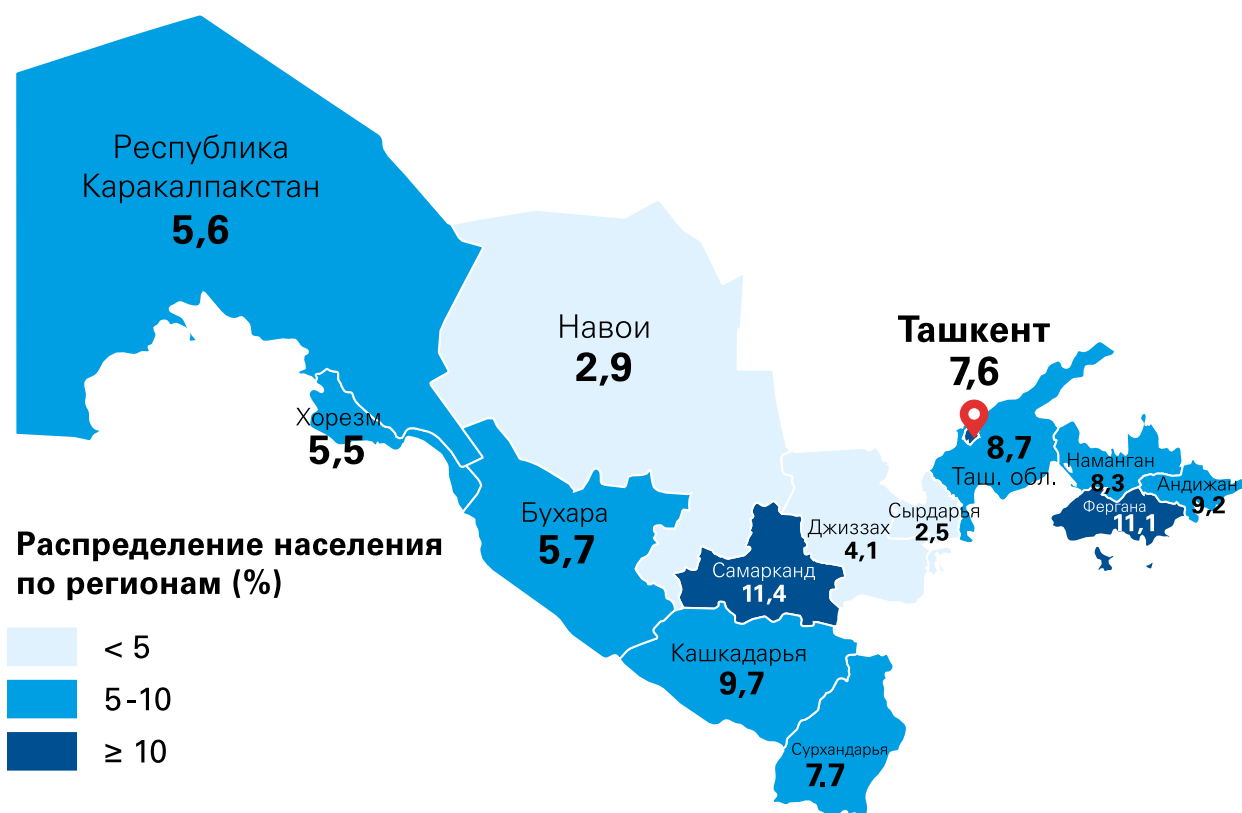 Республика
Каракалпакстан
5,6
Навои
2,9
Ташкент
7,6
Хорезм
5,5
8,7
Таш. обл.
Наманган
8,3
Андижан
9,2
Фергана
11,1
Бухара
5,7
Джиззах
4,1
Сырдарья
2,5
Самарканд
11,4
Кашкадарья
9,7
Сурхандарья
7.7
Распределение населения
по регионам (%)
< 5
5-10
≥ 10